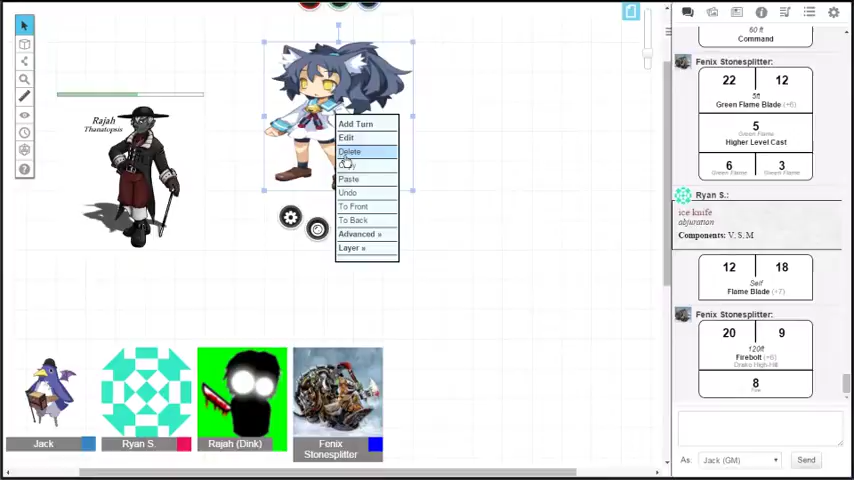 Rajah
Thanatopsis
Add Turn
Edit
Delete
Paste
Undo
To Front
To Back
Advanced »
Layer »
Jack
Ryan S.
Rajah (Dink)
Fenix
Stonesplitter
60 ft
Command
Fenix Stonesplitter:
22 12
5ft
Green Flame Blade (+6)
5
Green Flame
Higher Level Cast
6 3
Green Flame Green Flame
Ryan S.:
ice knife
abjuration
Components: V, S, M
12 18
Self
Flame Blade (+7)
Fenix Stonesplitter:
20 9
120ft
Firebolt (+6)
Drako High-Hill
8
Fire
As: Jack (GM) Send